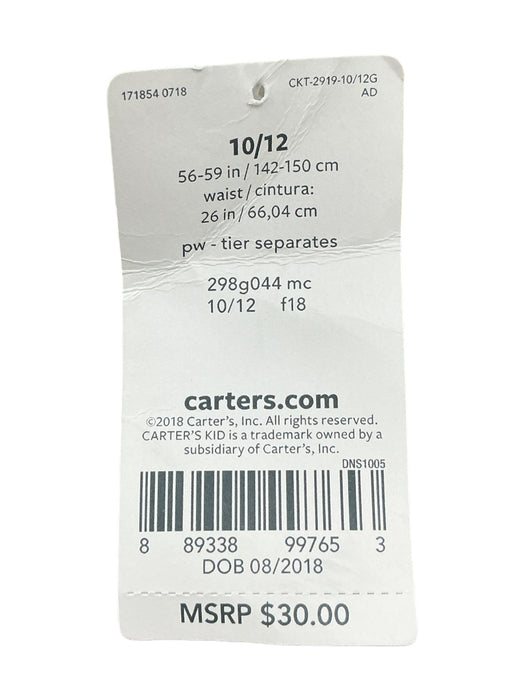 171854 0718
CKT-2919-10/12G
AD
10/12
56-59 in / 142-150 cm
waist / cintura:
26 in / 66,04 cm
pw - tier separates
298g044 mc
10/12 f18
carters.com
©2018 Carter's, Inc. All rights reserved.
CARTER'S KID is a trademark owned by a
subsidiary of Carter's, Inc.
DNS1005
8 89338 99765 3
DOB 08/2018
MSRP $30.00